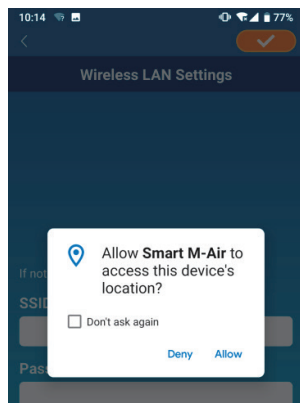 10:14
77%
Wireless LAN Settings
Allow Smart M-Air to
access this device's
location?
Don't ask again
Deny Allow
If not
SSID
Pass